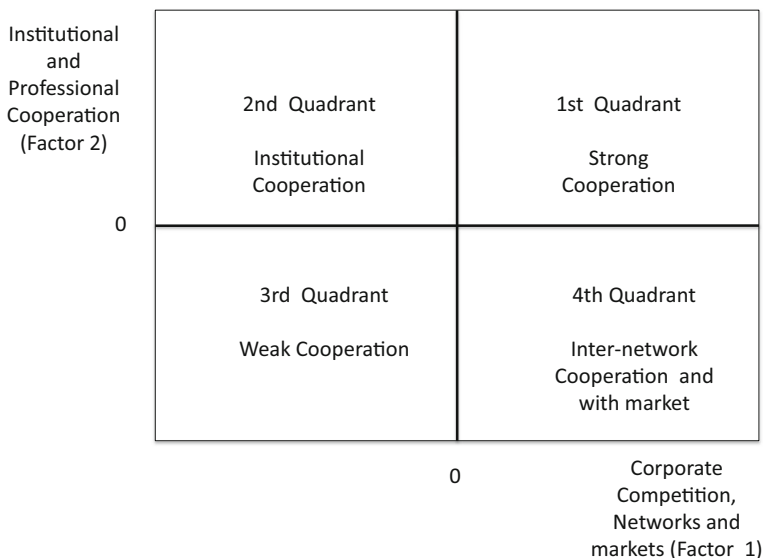 Institutional
and
Professional
Cooperation
(Factor 2)
2nd Quadrant
Institutional
Cooperation
1st Quadrant
Strong
Cooperation
0
3rd Quadrant
Weak Cooperation
4th Quadrant
Inter-network
Cooperation and
with market
0
Corporate
Competition,
Networks and
markets (Factor 1)